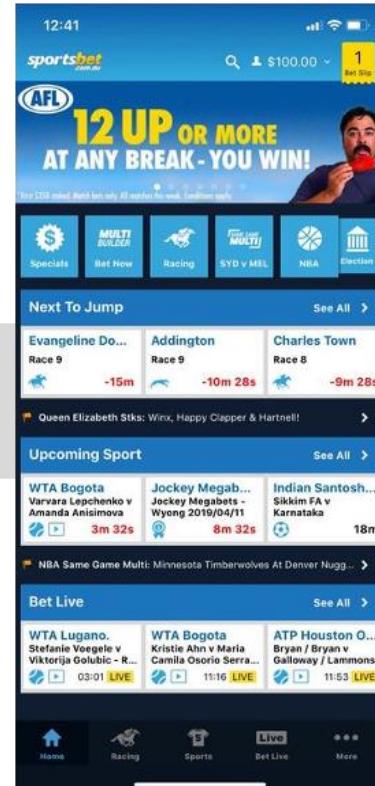 12:41
sportsbet
.com.au
$100.00
1
Bet Slip
AFL
12 UP OR MORE
AT ANY BREAK - YOU WIN!
Specials
MULTI
BUILDER
Bet Now
Racing
SAME GAME
MULTI
SYD v MEL
NBA
Election
Next To Jump
See All >
Evangeline Do...
Race 9
-15m
Addington
Race 9
-10m 28s
Charles Town
Race 8
-9m 28s
Queen Elizabeth Stks: Winx, Happy Clapper & Hartnell! >
Upcoming Sport
See All >
WTA Bogota
Varvara Lepchenko v
Amanda Anisimova
3m 32s
Jockey Megab...
Jockey Megabets -
Wyong 2019/04/11
8m 32s
Indian Santosh...
Sikkim FA v
Karnataka
18m
NBA Same Game Multi: Minnesota Timberwolves At Denver Nugg... >
Bet Live
See All >
WTA Lugano.
Stefanie Voegele v
Viktorija Golubic - R...
03:01 LIVE
WTA Bogota
Kristie Ahn v Maria
Camila Osorio Serra...
11:16 LIVE
ATP Houston O...
Bryan / Bryan v
Galloway / Lammons
11:53 LIVE
Home
Racing
Sports
Live
Bet Live
More